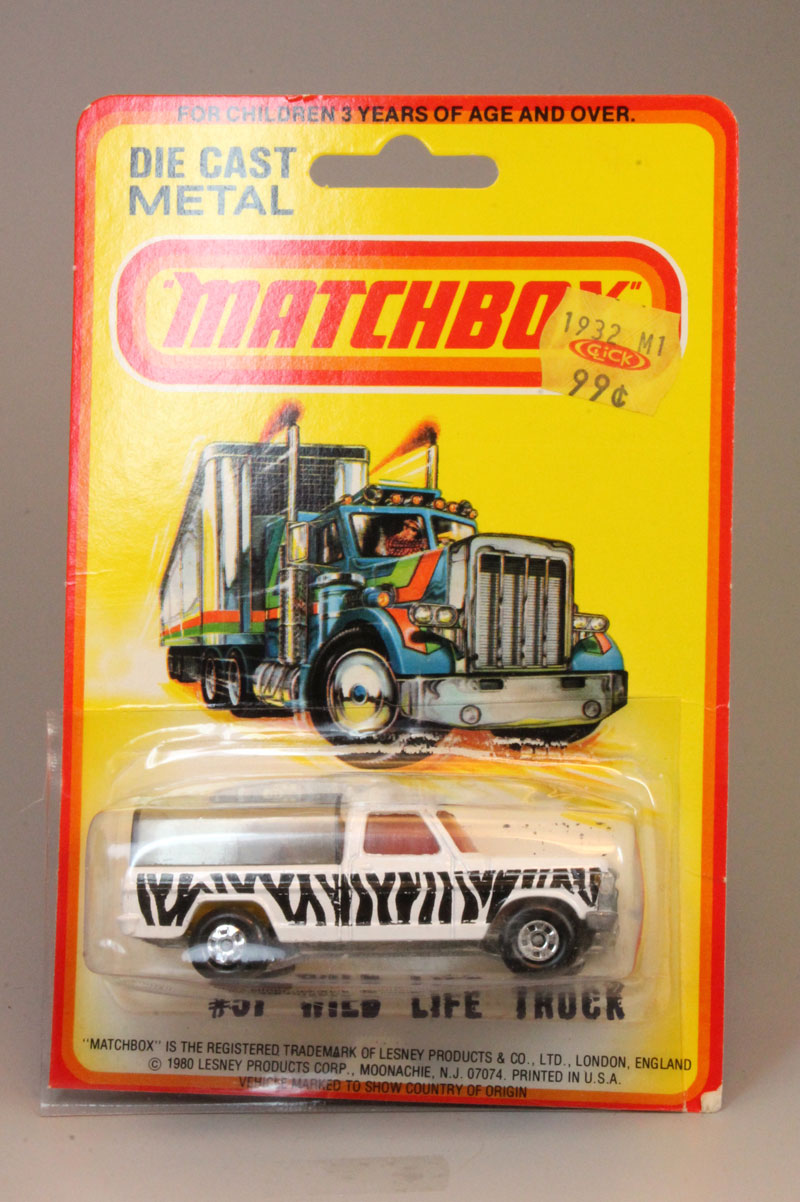 FOR CHILDREN 3 YEARS OF AGE AND OVER.
DIE CAST
METAL
"MATCHBOX"
1932 M1
CLICK
99¢
#57 WILD LIFE TRUCK
"MATCHBOX" IS THE REGISTERED TRADEMARK OF LESNEY PRODUCTS & CO., LTD., LONDON, ENGLAND
© 1980 LESNEY PRODUCTS CORP., MOONACHIE, N.J. 07074. PRINTED IN U.S.A.
VEHICLE MARKED TO SHOW COUNTRY OF ORIGIN